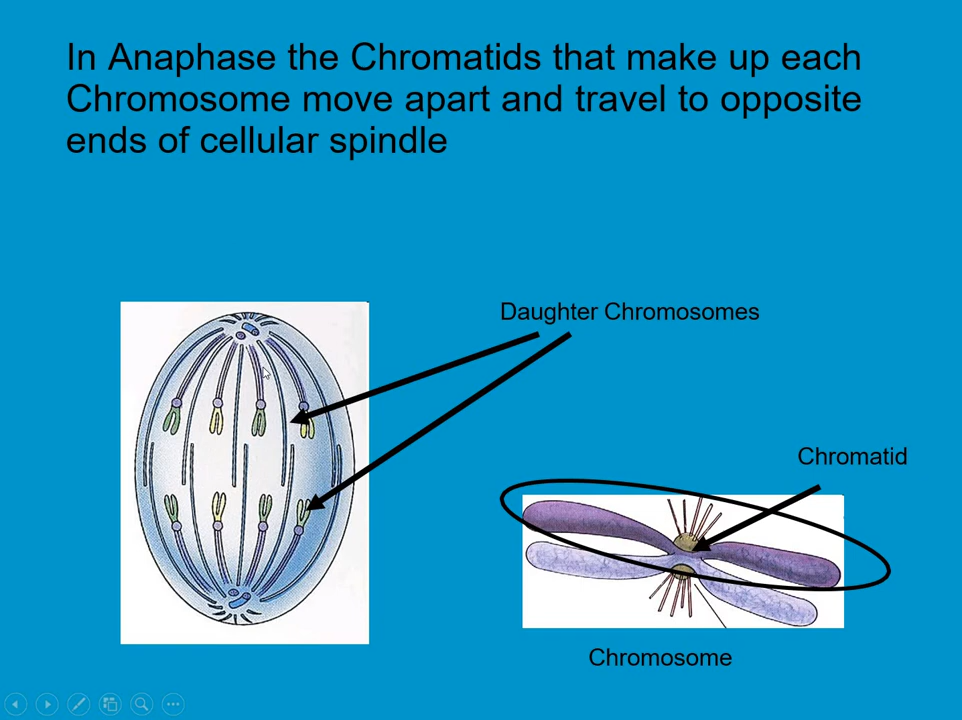 In Anaphase the Chromatids that make up each
Chromosome move apart and travel to opposite
ends of cellular spindle
Daughter Chromosomes
Chromatid
Chromosome